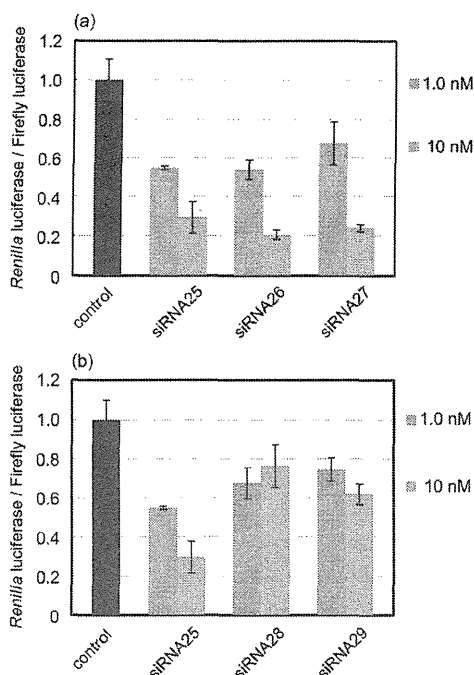 (a)
Renilla luciferase / Firefly luciferase
1.2
1.0
0.8
0.6
0.4
0.2
0
control
siRNA25
siRNA26
siRNA27
1.0 nM
10 nM
(b)
Renilla luciferase / Firefly luciferase
1.2
1.0
0.8
0.6
0.4
0.2
0
control
siRNA25
siRNA28
siRNA29
1.0 nM
10 nM